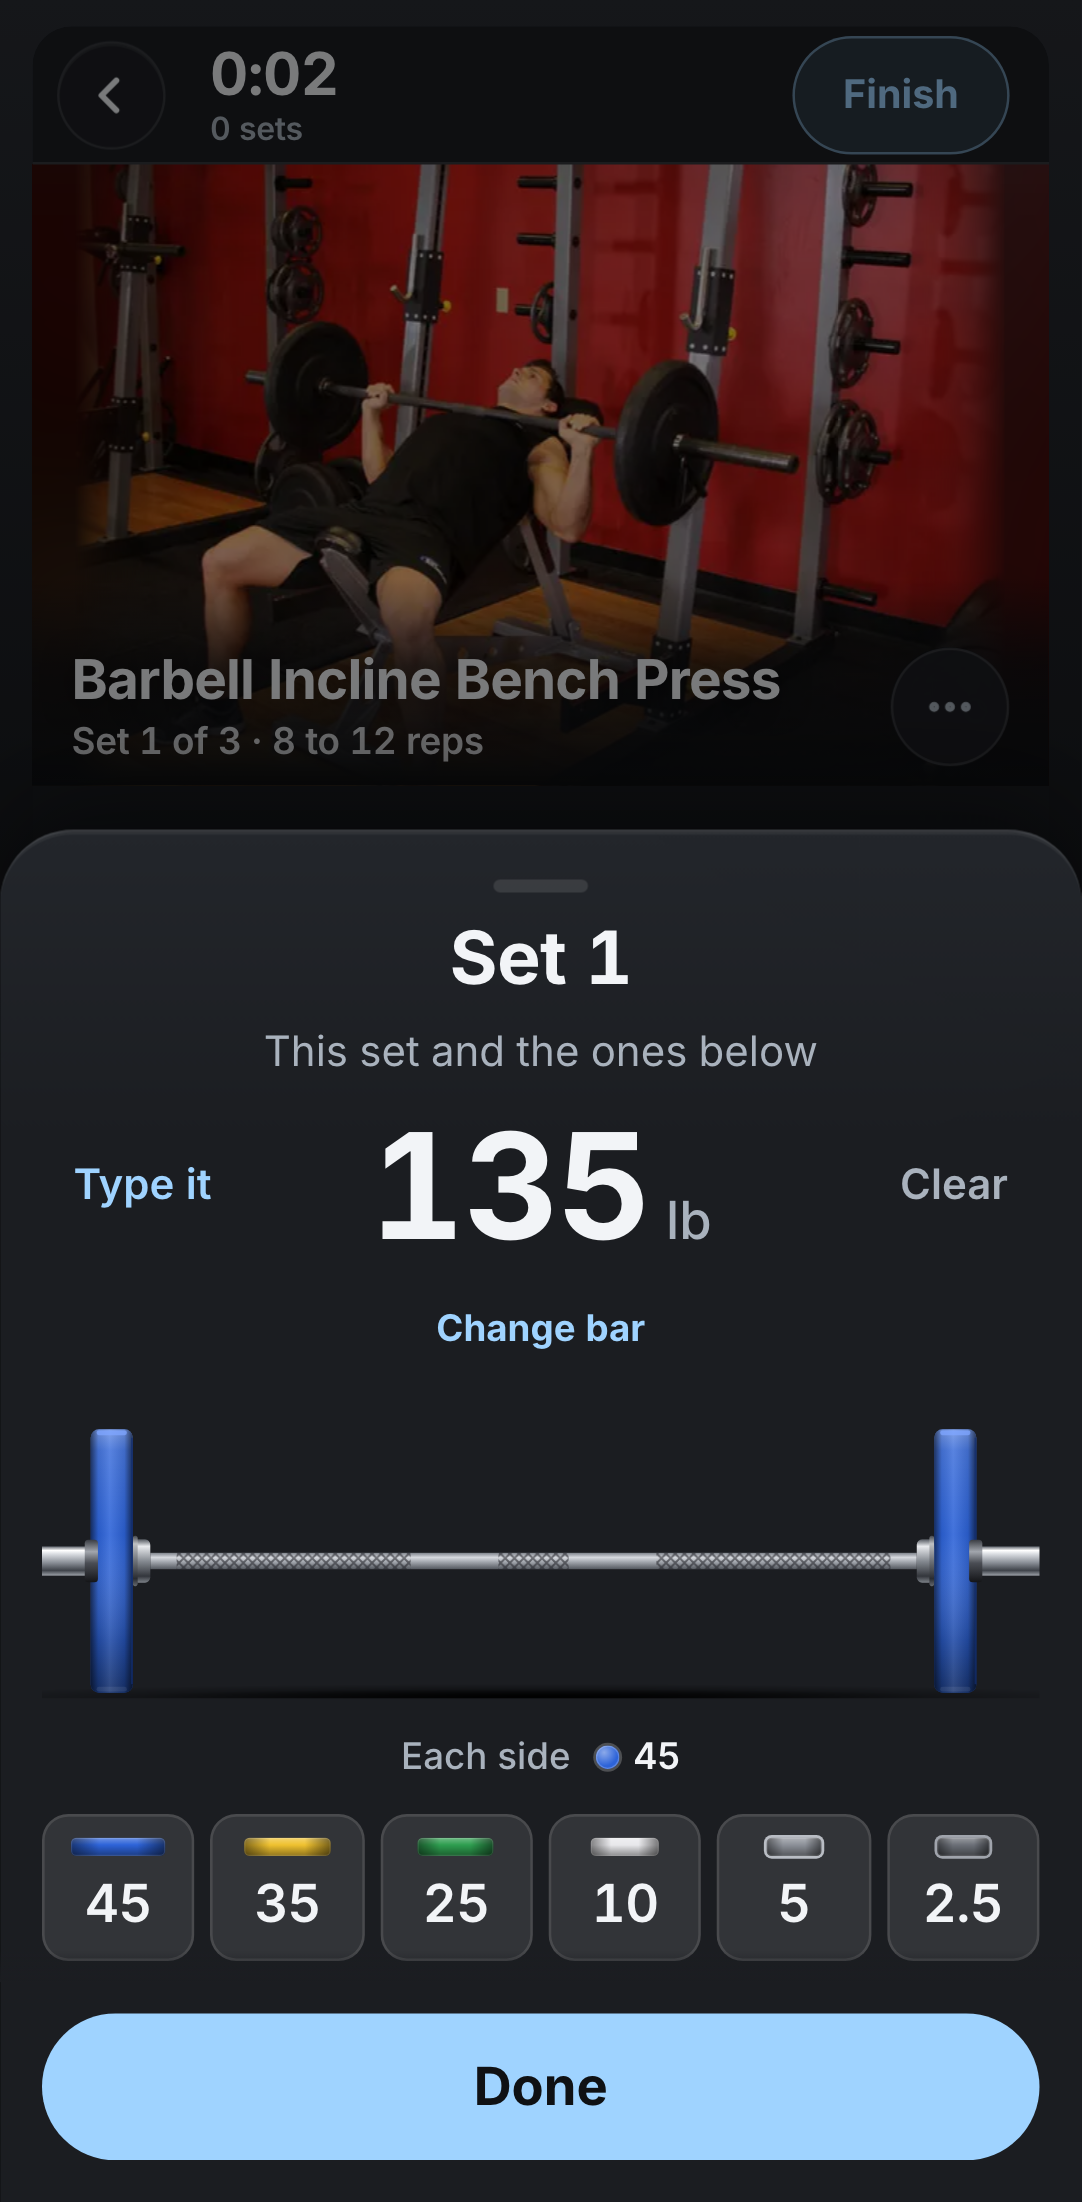 0:02
0 sets
Finish
Barbell Incline Bench Press
Set 1 of 3 · 8 to 12 reps
Set 1
This set and the ones below
Type it
135 lb
Clear
Change bar
Each side 45
45 35 25 10 5 2.5
Done